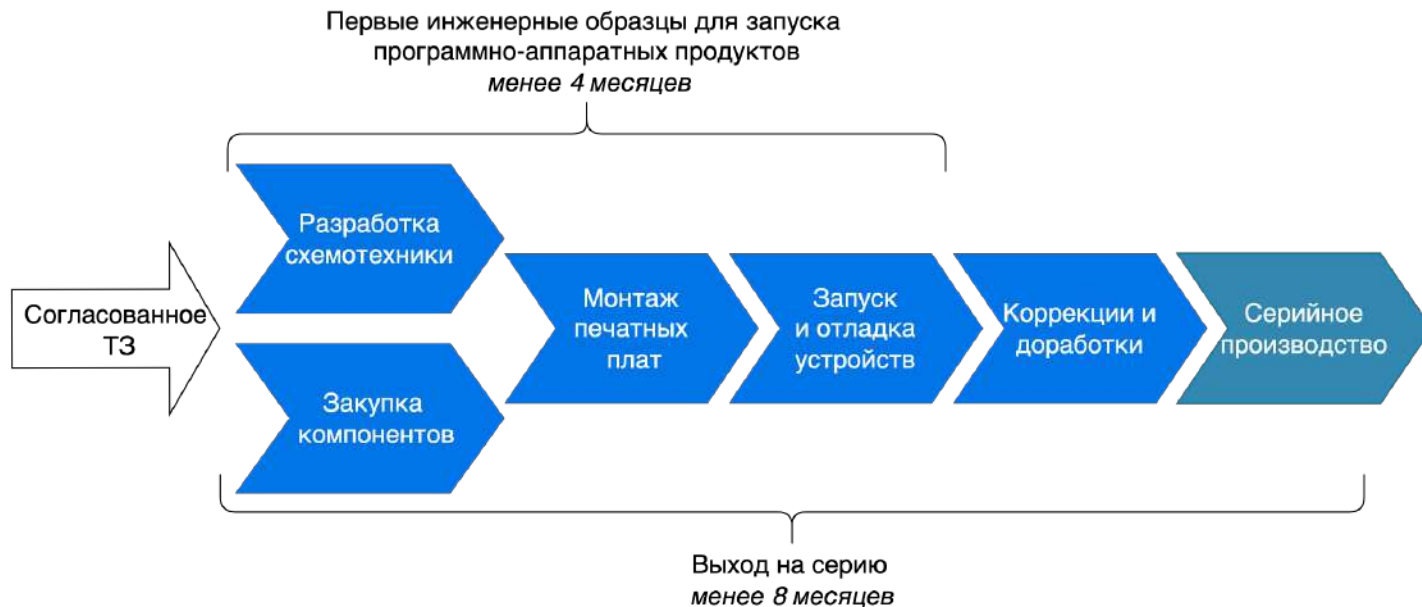 Первые инженерные образцы для запуска
программно-аппаратных продуктов
менее 4 месяцев
Разработка
схемотехники
Согласованное
ТЗ
Закупка
компонентов
Монтаж
печатных
плат
Запуск
и отладка
устройств
Коррекции и
доработки
Серийное
производство
Выход на серию
менее 8 месяцев